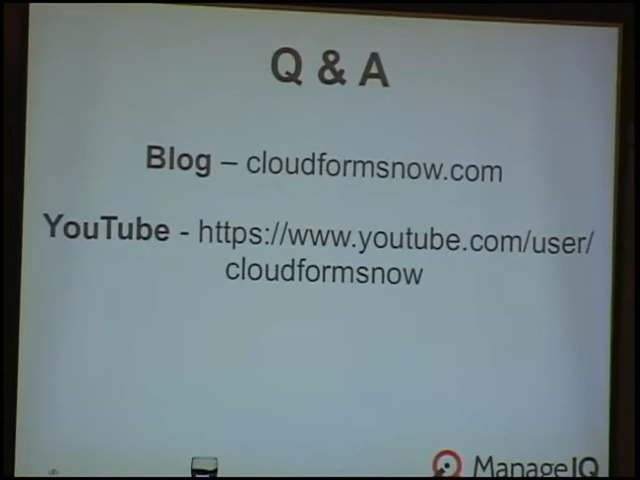 Q & A
Blog – cloudformsnow.com
YouTube - https://www.youtube.com/user/
cloudformsnow
ManageIQ